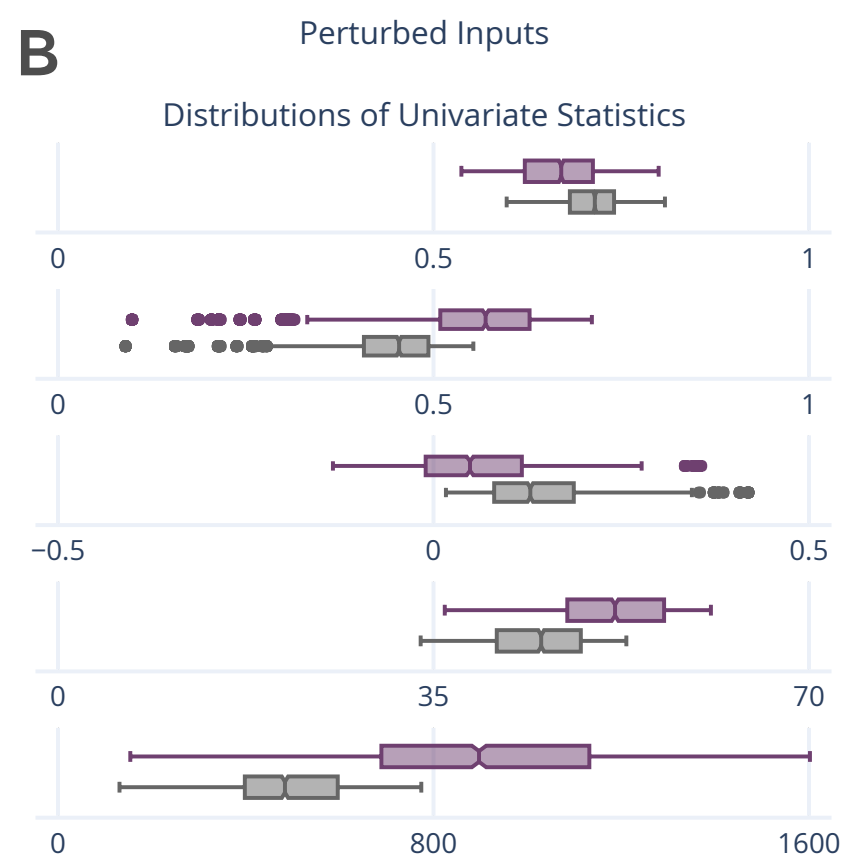 B
Perturbed Inputs
Distributions of Univariate Statistics
0 0.5 1
0 0.5 1
−0.5 0 0.5
0 35 70
0 800 1600